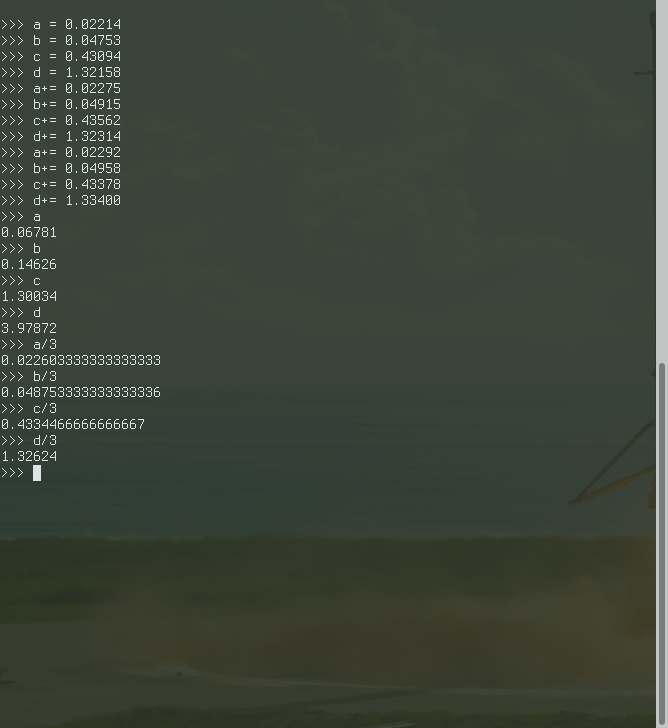 >>> a = 0.02214
>>> b = 0.04753
>>> c = 0.43094
>>> d = 1.32158
>>> a+= 0.02275
>>> b+= 0.04915
>>> c+= 0.43562
>>> d+= 1.32314
>>> a+= 0.02292
>>> b+= 0.04958
>>> c+= 0.43378
>>> d+= 1.33400
>>> a
0.06781
>>> b
0.14626
>>> c
1.30034
>>> d
3.97872
>>> a/3
0.022603333333333333
>>> b/3
0.048753333333333336
>>> c/3
0.4334466666666667
>>> d/3
1.32624
>>>